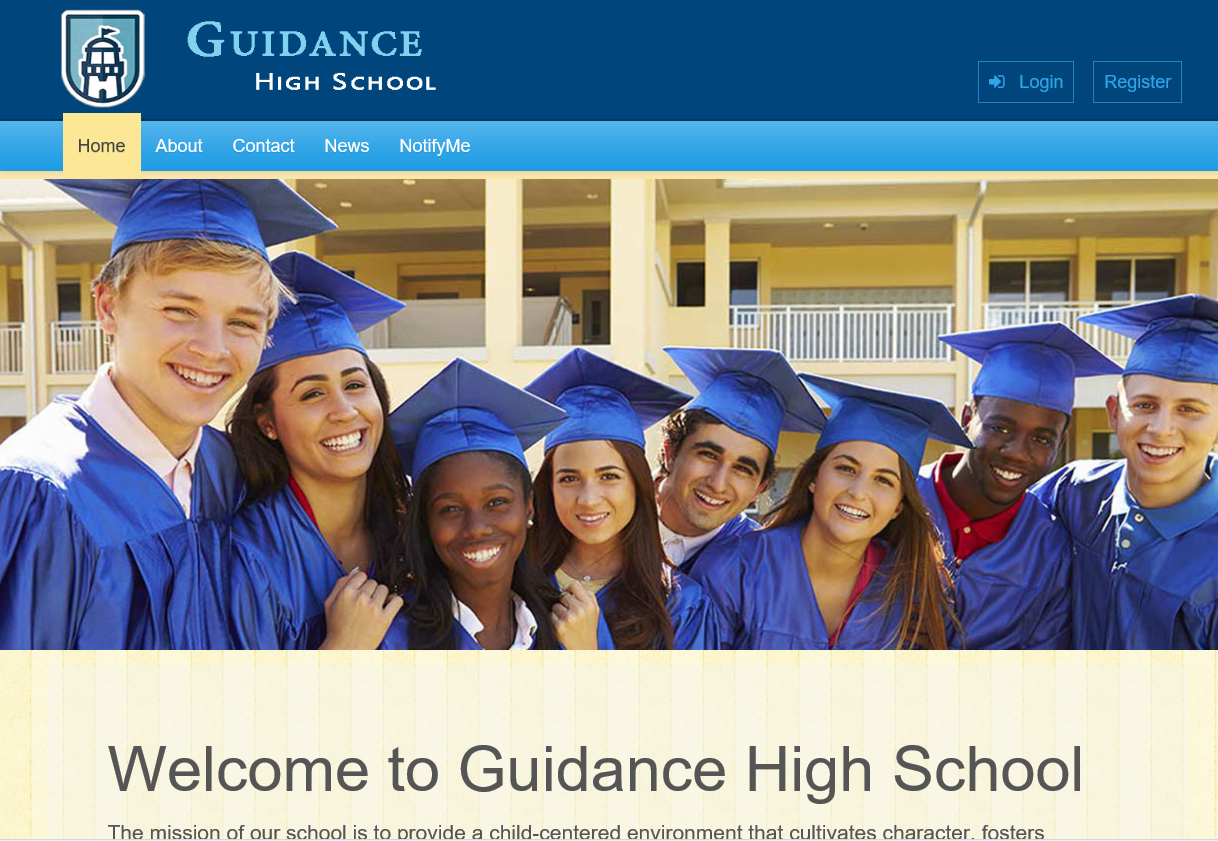 GUIDANCE
HIGH SCHOOL
Login
Register
Home
About
Contact
News
NotifyMe
Welcome to Guidance High School
The mission of our school is to provide a child-centered environment that cultivates character, fosters